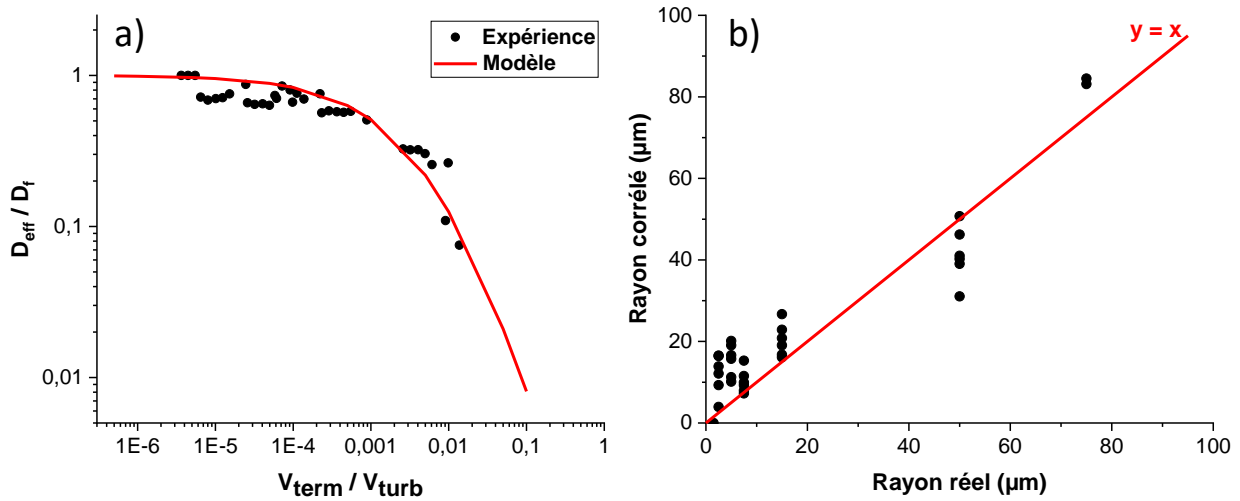 a)
Expérience
Modèle
1
0,1
0,01
D_eff / D_f
1E-6 1E-5 1E-4 0,001 0,01 0,1 1
V_term / V_turb
b)
y = x
100
80
60
40
20
0
Rayon corrélé (µm)
0 20 40 60 80 100
Rayon réel (µm)